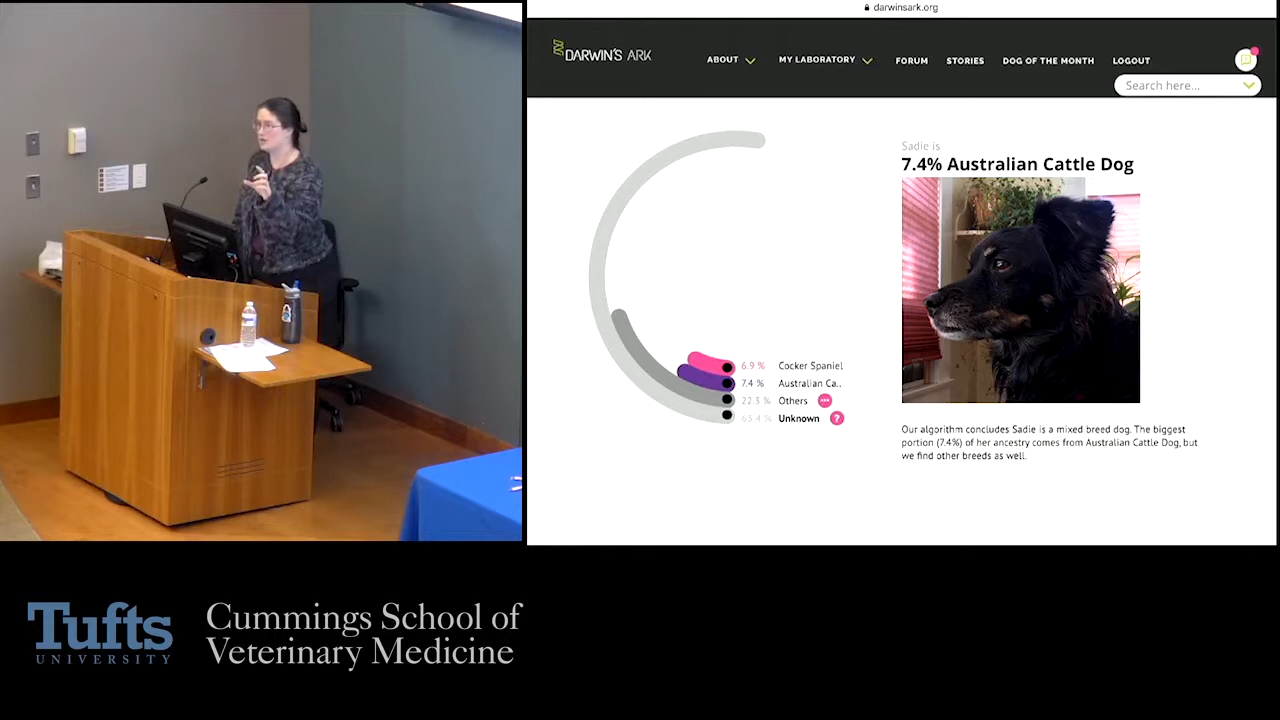 darwinsark.org
DARWIN'S ARK
ABOUT
MY LABORATORY
FORUM
STORIES
DOG OF THE MONTH
LOGOUT
Search here...
Sadie is
7.4% Australian Cattle Dog
6.9 % Cocker Spaniel
7.4 % Australian Ca..
22.3 % Others
63.4 % Unknown ?
Our algorithm concludes Sadie is a mixed breed dog. The biggest
portion (7.4%) of her ancestry comes from Australian Cattle Dog, but
we find other breeds as well.
Tufts
UNIVERSITY
Cummings School of
Veterinary Medicine